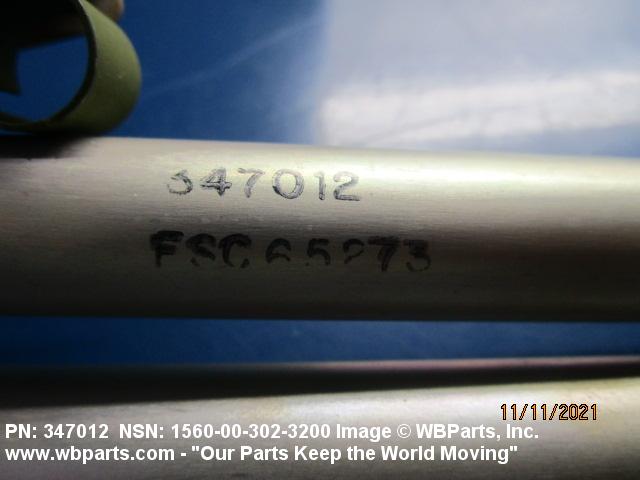 347012
FSC 65273
11/11/2021
PN: 347012 NSN: 1560-00-302-3200 Image © WBParts, Inc.
www.wbparts.com - "Our Parts Keep the World Moving"